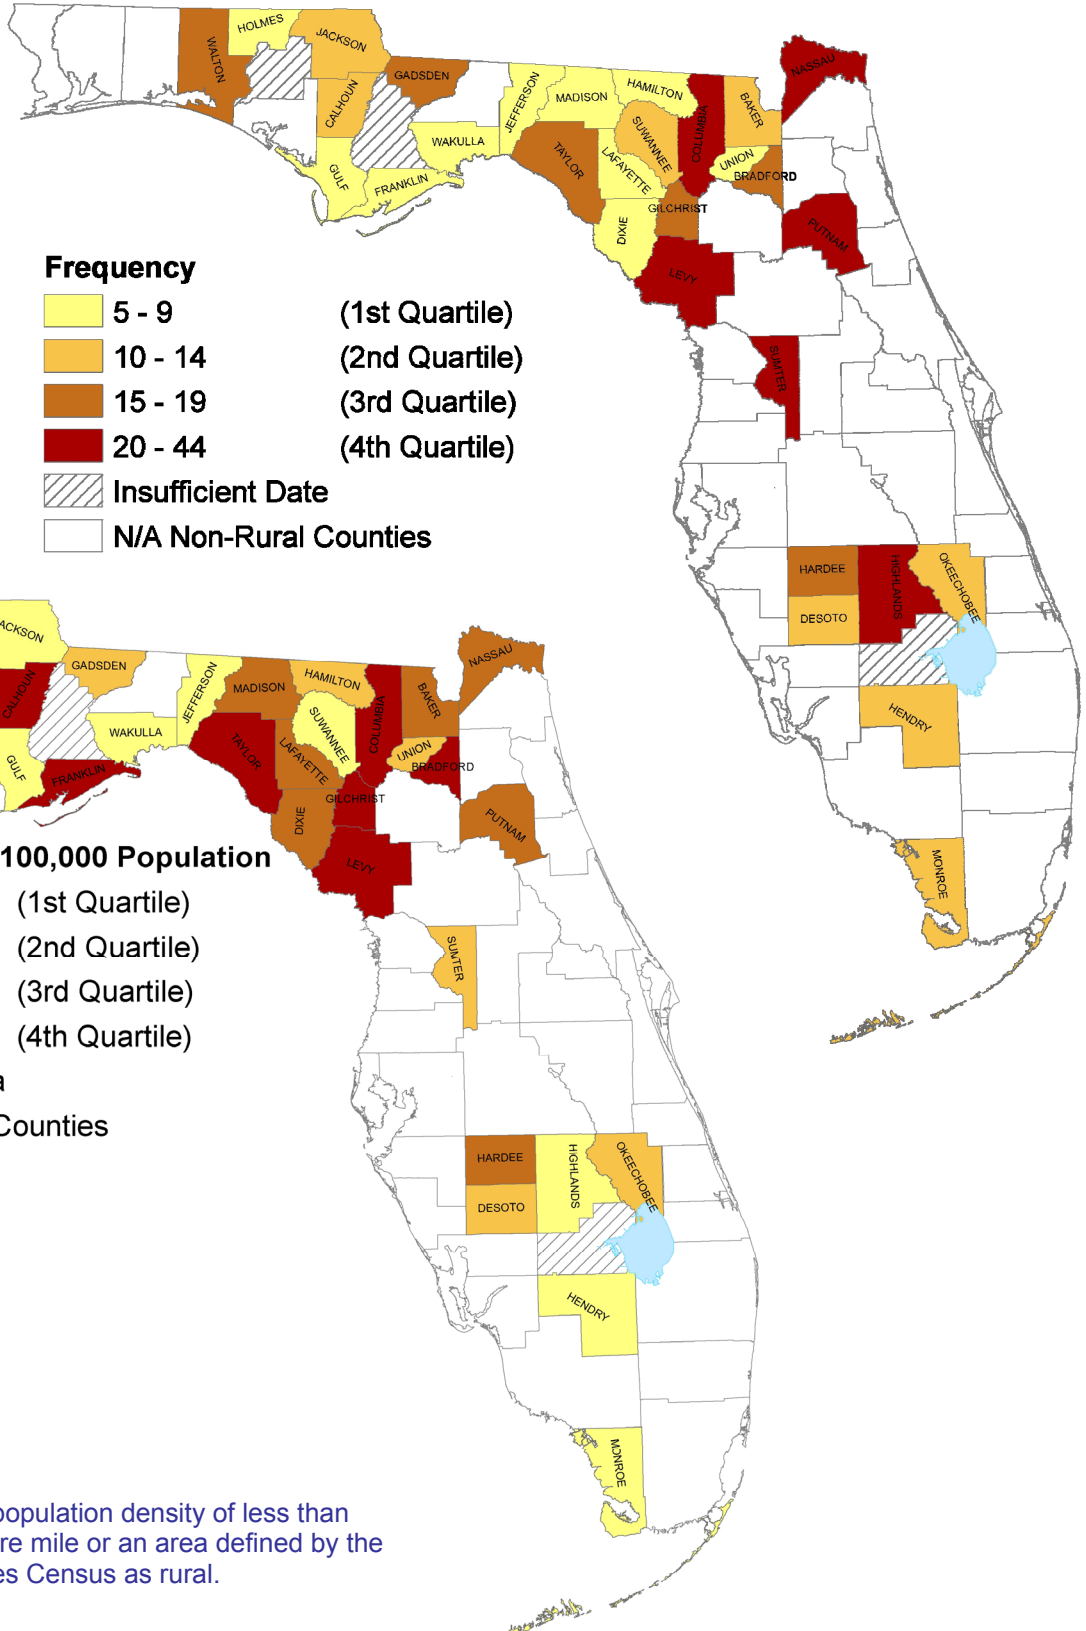 HOLMES
JACKSON
WALTON
GADSDEN
CALHOUN
JEFFERSON
MADISON
HAMILTON
COLUMBIA
BAKER
NASSAU
WAKULLA
TAYLOR
SUWANNEE
LAFAYETTE
UNION
BRADFORD
GULF
FRANKLIN
DIXIE
GILCHRIST
PUTNAM
LEVY
SUMTER
HARDEE
HIGHLANDS
OKEECHOBEE
DESOTO
HENDRY
MONROE
Frequency
5 - 9 (1st Quartile)
10 - 14 (2nd Quartile)
15 - 19 (3rd Quartile)
20 - 44 (4th Quartile)
Insufficient Date
N/A Non-Rural Counties
ACKSON
GADSDEN
CALHOUN
JEFFERSON
MADISON
HAMILTON
COLUMBIA
BAKER
NASSAU
WAKULLA
TAYLOR
SUWANNEE
LAFAYETTE
UNION
BRADFORD
GULF
FRANKLIN
DIXIE
GILCHRIST
PUTNAM
LEVY
SUMTER
HARDEE
HIGHLANDS
OKEECHOBEE
DESOTO
HENDRY
MONROE
100,000 Population
(1st Quartile)
(2nd Quartile)
(3rd Quartile)
(4th Quartile)
a
Counties
population density of less than
re mile or an area defined by the
es Census as rural.